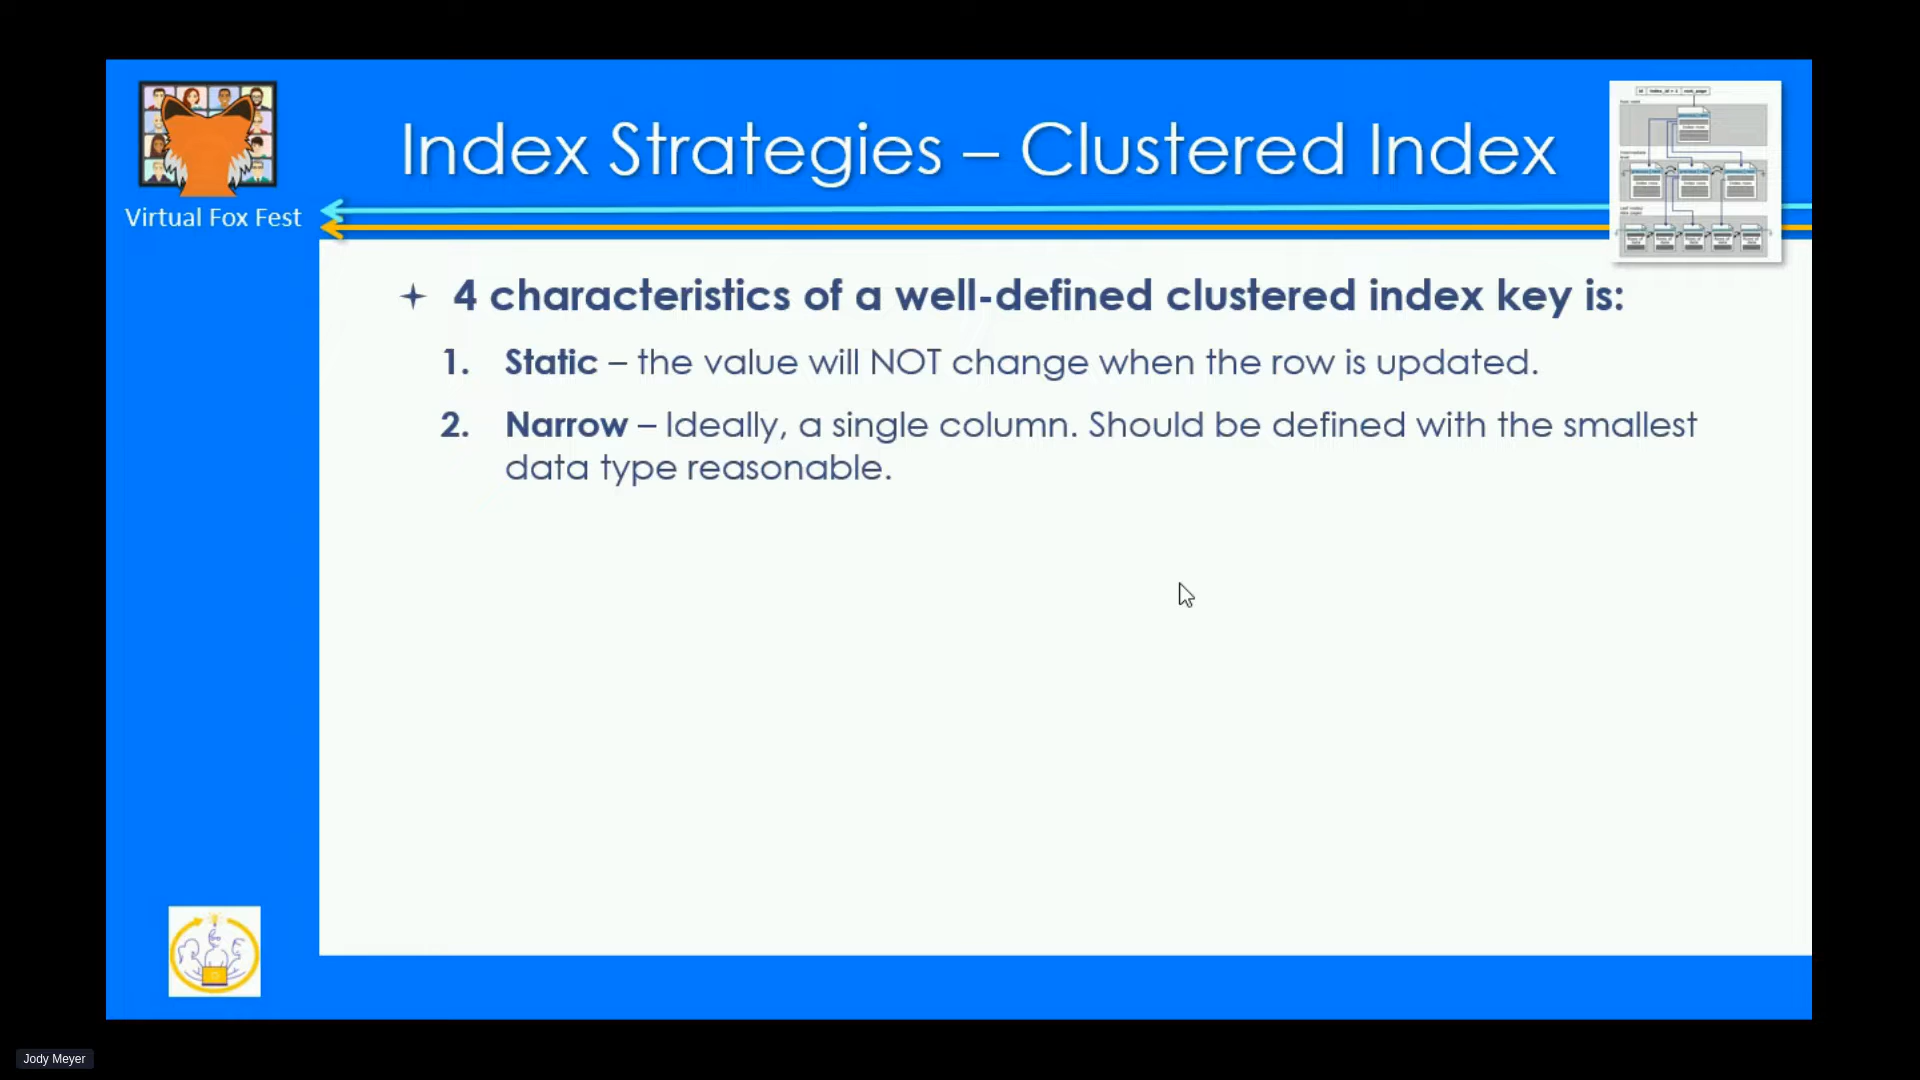 Index Strategies – Clustered Index
Virtual Fox Fest
4 characteristics of a well-defined clustered index key is:
1. Static – the value will NOT change when the row is updated.
2. Narrow – Ideally, a single column. Should be defined with the smallest
data type reasonable.
Jody Meyer